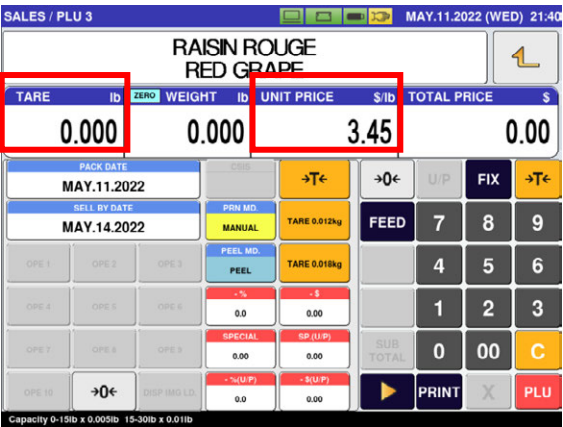 SALES / PLU 3 MAY.11.2022 (WED) 21:40
RAISIN ROUGE
RED GRAPE
TARE lb ZERO WEIGHT lb UNIT PRICE $/lb TOTAL PRICE $
0.000 0.000 3.45 0.00
PACK DATE
MAY.11.2022
CSIS
→T←
→0←
U/P
FIX
→T←
SELL BY DATE
MAY.14.2022
PRN MD.
MANUAL
TARE 0.012kg
FEED
7
8
9
OPE 1
OPE 2
OPE 3
PEEL MD.
PEEL
TARE 0.018kg
4
5
6
OPE 4
OPE 5
OPE 6
- %
0.0
- $
0.00
1
2
3
OPE 7
OPE 8
OPE 9
SPECIAL
0.00
SP.(U/P)
0.00
SUB
TOTAL
0
00
C
OPE 10
→0←
DISP IMG LD.
- %(U/P)
0.0
- $(U/P)
0.00
PRINT
X
PLU
Capacity 0-15lb x 0.005lb 15-30lb x 0.01lb